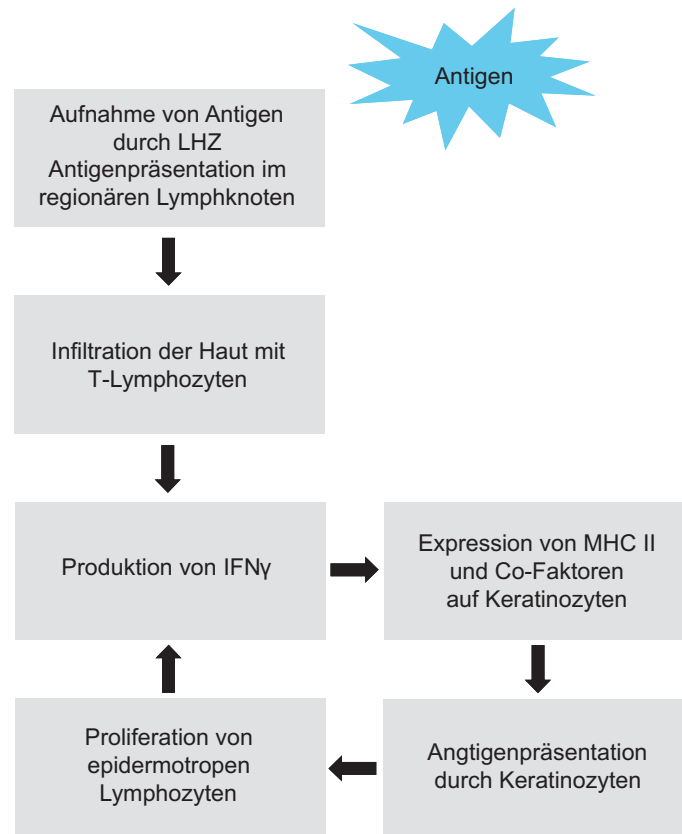 Antigen
Aufnahme von Antigen
durch LHZ
Antigenpräsentation im
regionären Lymphknoten
Infiltration der Haut mit
T-Lymphozyten
Produktion von IFNγ
Expression von MHC II
und Co-Faktoren
auf Keratinozyten
Proliferation von
epidermotropen
Lymphozyten
Angtigenpräsentation
durch Keratinozyten